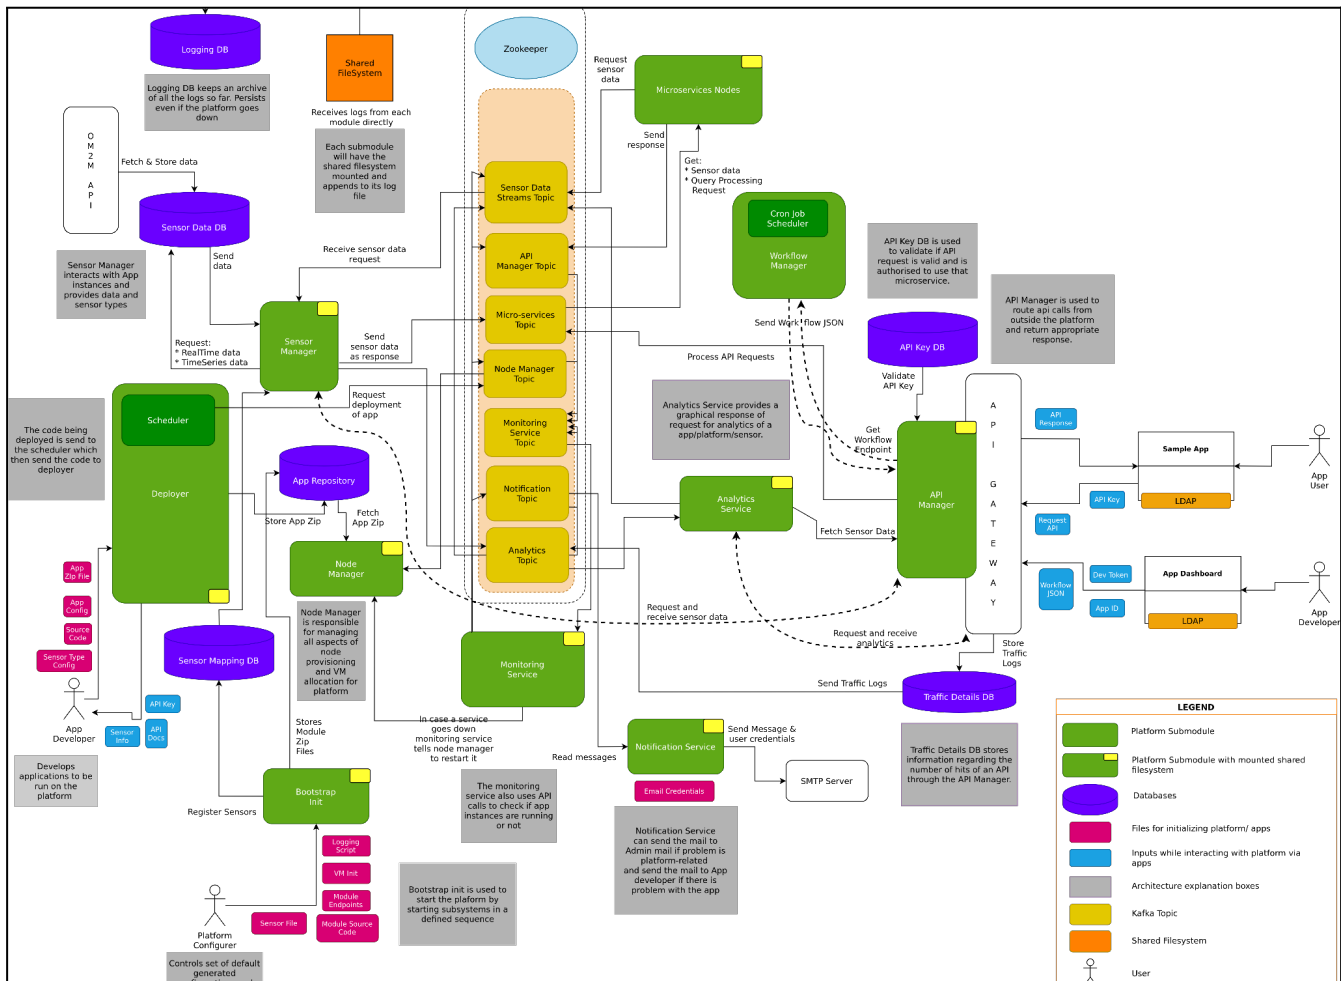 Logging DB
Logging DB keeps an archive
of all the logs so far. Persists
even if the platform goes
down
Shared
FileSystem
Receives logs from each
module directly
Each submodule
will have the
shared filesystem
mounted and
appends to its log
file
Zookeeper
Request
sensor
data
Microservices Nodes
Send
response
Get:
* Sensor data
* Query Processing
Request
O
M
2
M
A
P
I
Fetch & Store data
Sensor Data DB
Send
data
Sensor Manager
interacts with App
instances and
provides data and
sensor types
Receive sensor data
request
Request:
* RealTime data
* TimeSeries data
Sensor
Manager
Send
sensor data
as response
Sensor Data
Streams Topic
API
Manager Topic
Micro-services
Topic
Node Manager
Topic
Monitoring
Service
Topic
Notification
Topic
Analytics
Topic
Cron Job
Scheduler
Workflow
Manager
Send Work flow JSON
Process API Requests
API Key DB is used
to validate if API
request is valid and is
authorised to use that
microservice.
API Key DB
Validate
API Key
API Manager is used to
route api calls from
outside the platform
and return appropriate
response.
Analytics Service provides a
graphical response of
request for analytics of a
app/platform/sensor.
Get
Workflow
Endpoint
The code being
deployed is send to
the scheduler which
then send the code to
deployer
Scheduler
Deployer
Request
deployment
of app
App Repository
Store App Zip
Fetch
App Zip
Node
Manager
Node Manager
is responsible
for managing
all aspects of
node
provisioning
and VM
allocation for
platform
Analytics
Service
Fetch Sensor Data
API
Manager
A
P
I
G
A
T
E
W
A
Y
API
Response
Sample App
LDAP
App
User
API Key
Request
API
Workflow
JSON
Dev Token
App ID
App Dashboard
LDAP
App
Developer
App
Zip File
App
Config
Source
Code
Sensor Type
Config
App
Developer
Develops
applications to be
run on the
platform
API Key
Sensor
Info
API
Docs
Sensor Mapping DB
Stores
Module
Zip
Files
Request and
receive sensor data
Request and receive
analytics
Store
Traffic
Logs
Send Traffic Logs
Traffic Details DB
Traffic Details DB stores
information regarding the
number of hits of an API
through the API Manager.
Monitoring
Service
In case a service
goes down
monitoring service
tells node manager
to restart it
The monitoring
service also uses API
calls to check if app
instances are running
or not
Read messages
Notification Service
Send Message &
user credentials
SMTP Server
Email Credentials
Notification Service
can send the mail to
Admin mail if problem is
platform-related
and send the mail to App
developer if there is
problem with the app
Register Sensors
Bootstrap
Init
Logging
Script
VM Init
Module
Endpoints
Sensor File
Module Source
Code
Platform
Configurer
Controls set of default
generated
Bootstrap init is used to
start the plaform by
starting subsystems in a
defined sequence
LEGEND
Platform Submodule
Platform Submodule with mounted shared
filesystem
Databases
Files for initializing platform/ apps
Inputs while interacting with platform via
apps
Architecture explanation boxes
Kafka Topic
Shared Filesystem
User